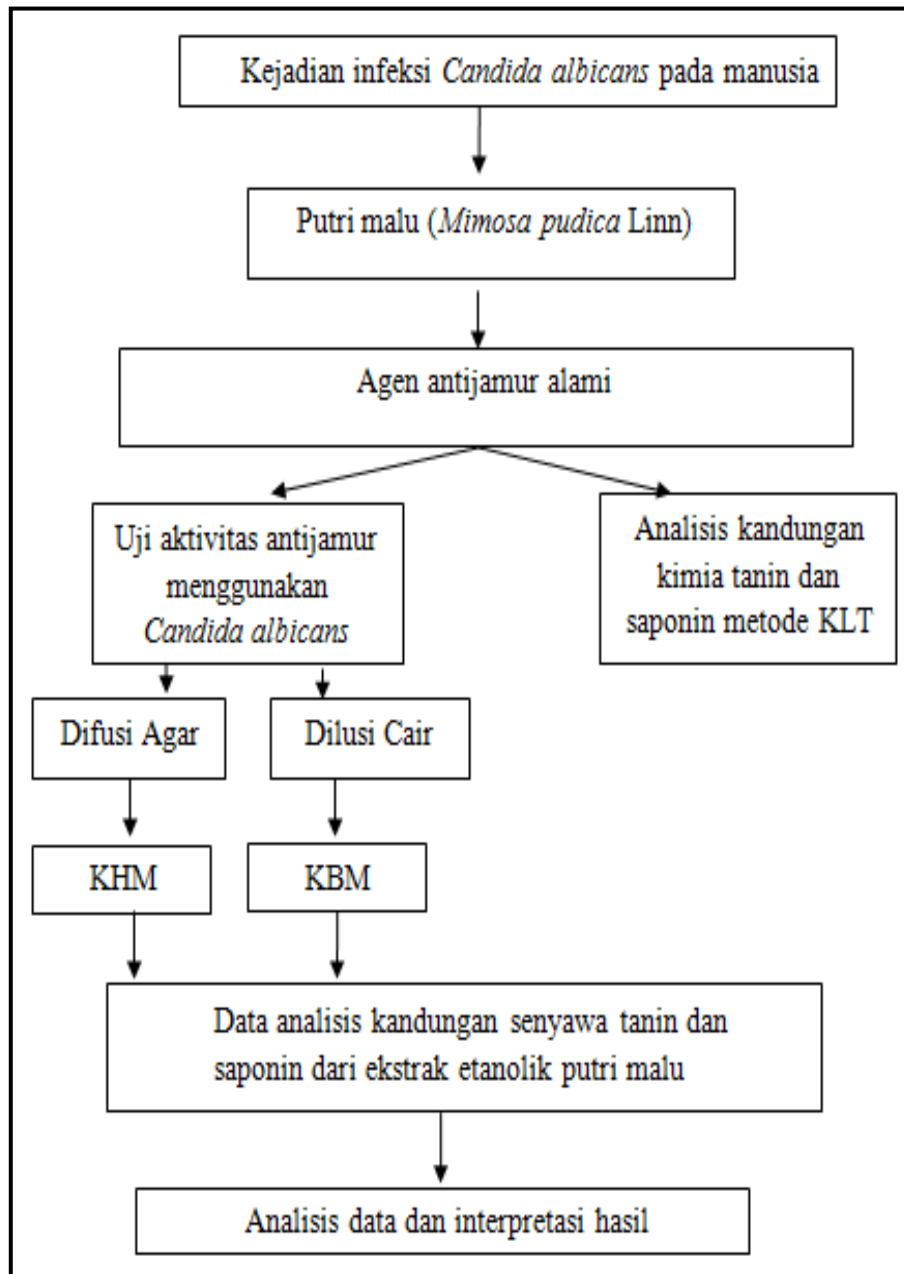 Kejadian infeksi Candida albicans pada manusia
Putri malu (Mimosa pudica Linn)
Agen antijamur alami
Uji aktivitas antijamur
menggunakan
Candida albicans
Analisis kandungan
kimia tanin dan
saponin metode KLT
Difusi Agar
Dilusi Cair
KHM
KBM
Data analisis kandungan senyawa tanin dan
saponin dari ekstrak etanolik putri malu
Analisis data dan interpretasi hasil